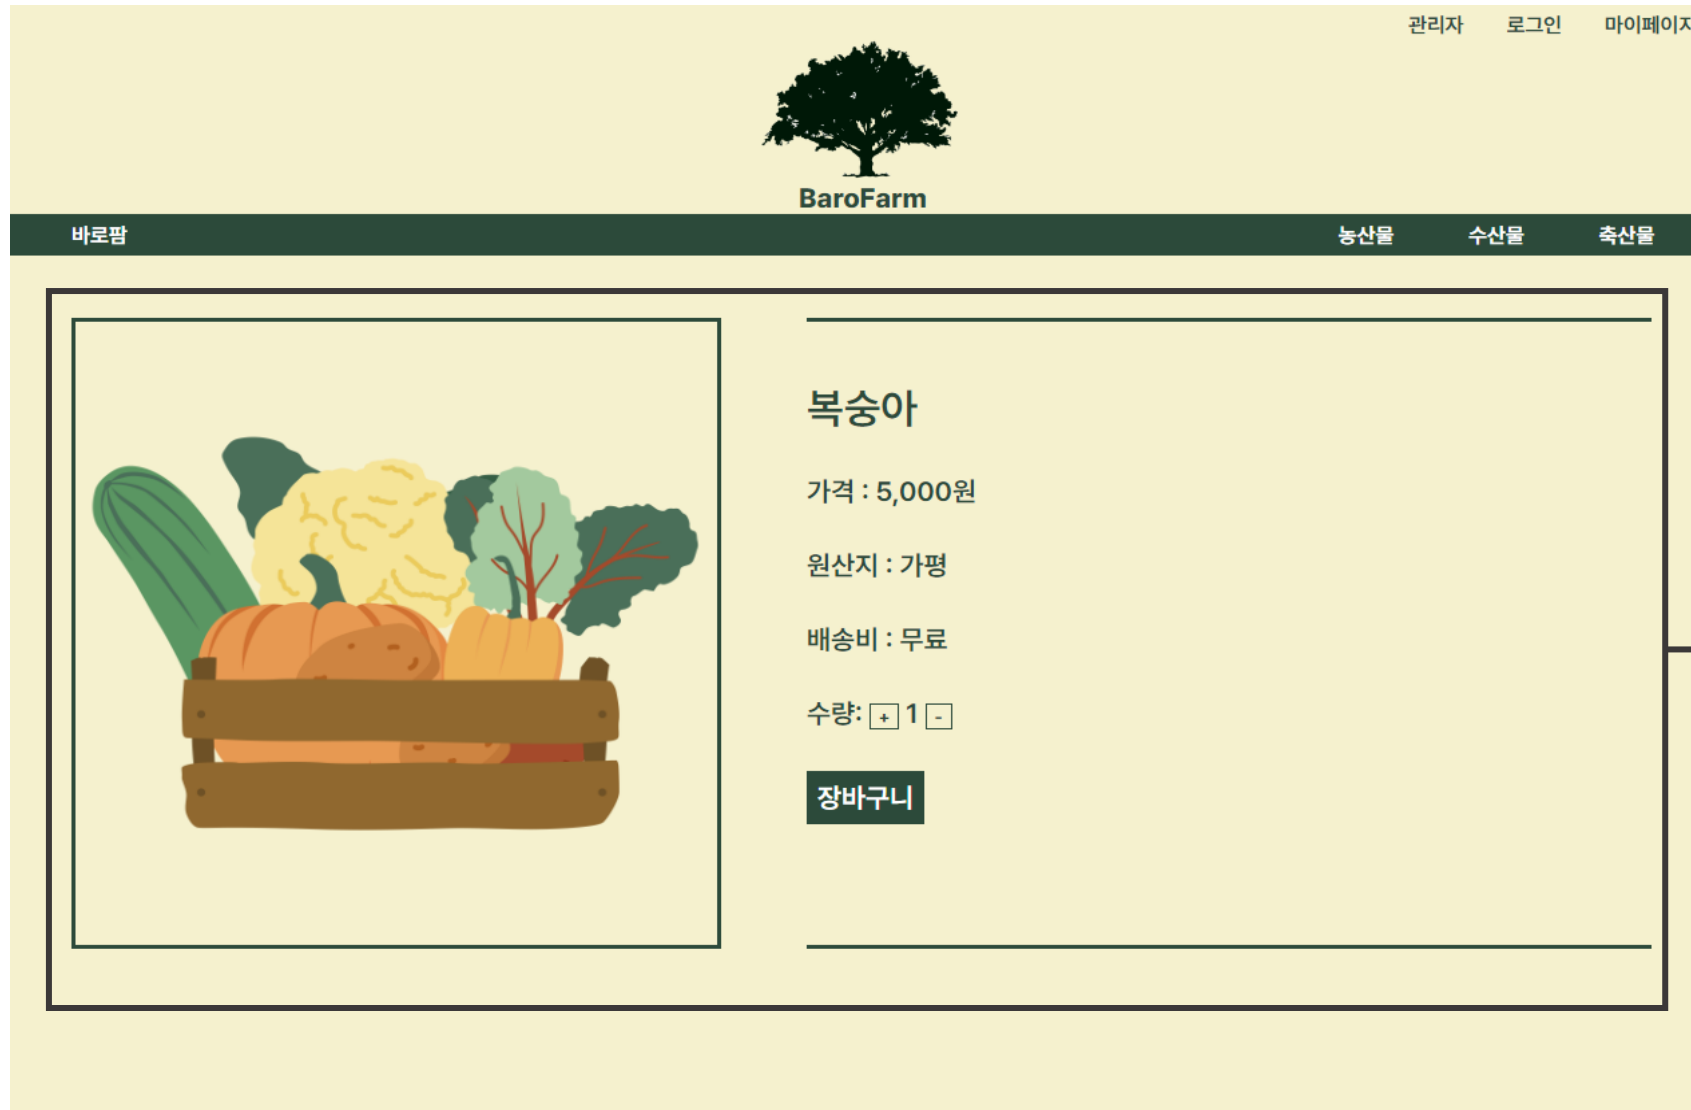 관리자 로그인 마이페이지
BaroFarm
바로팜 농산물 수산물 축산물
복숭아
가격 : 5,000원
원산지 : 가평
배송비 : 무료
수량: + 1 -
장바구니